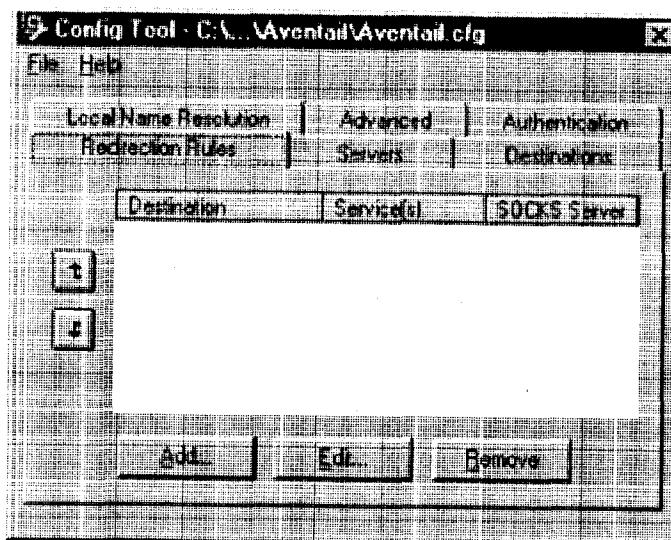 Config Tool - C:\...\Aventail\Aventail.cfg
File Help
Local Name Resolution Advanced Authentication
Redirection Rules Servers Destinations
Destination Service(s) SOCKS Server
Add... Edit... Remove